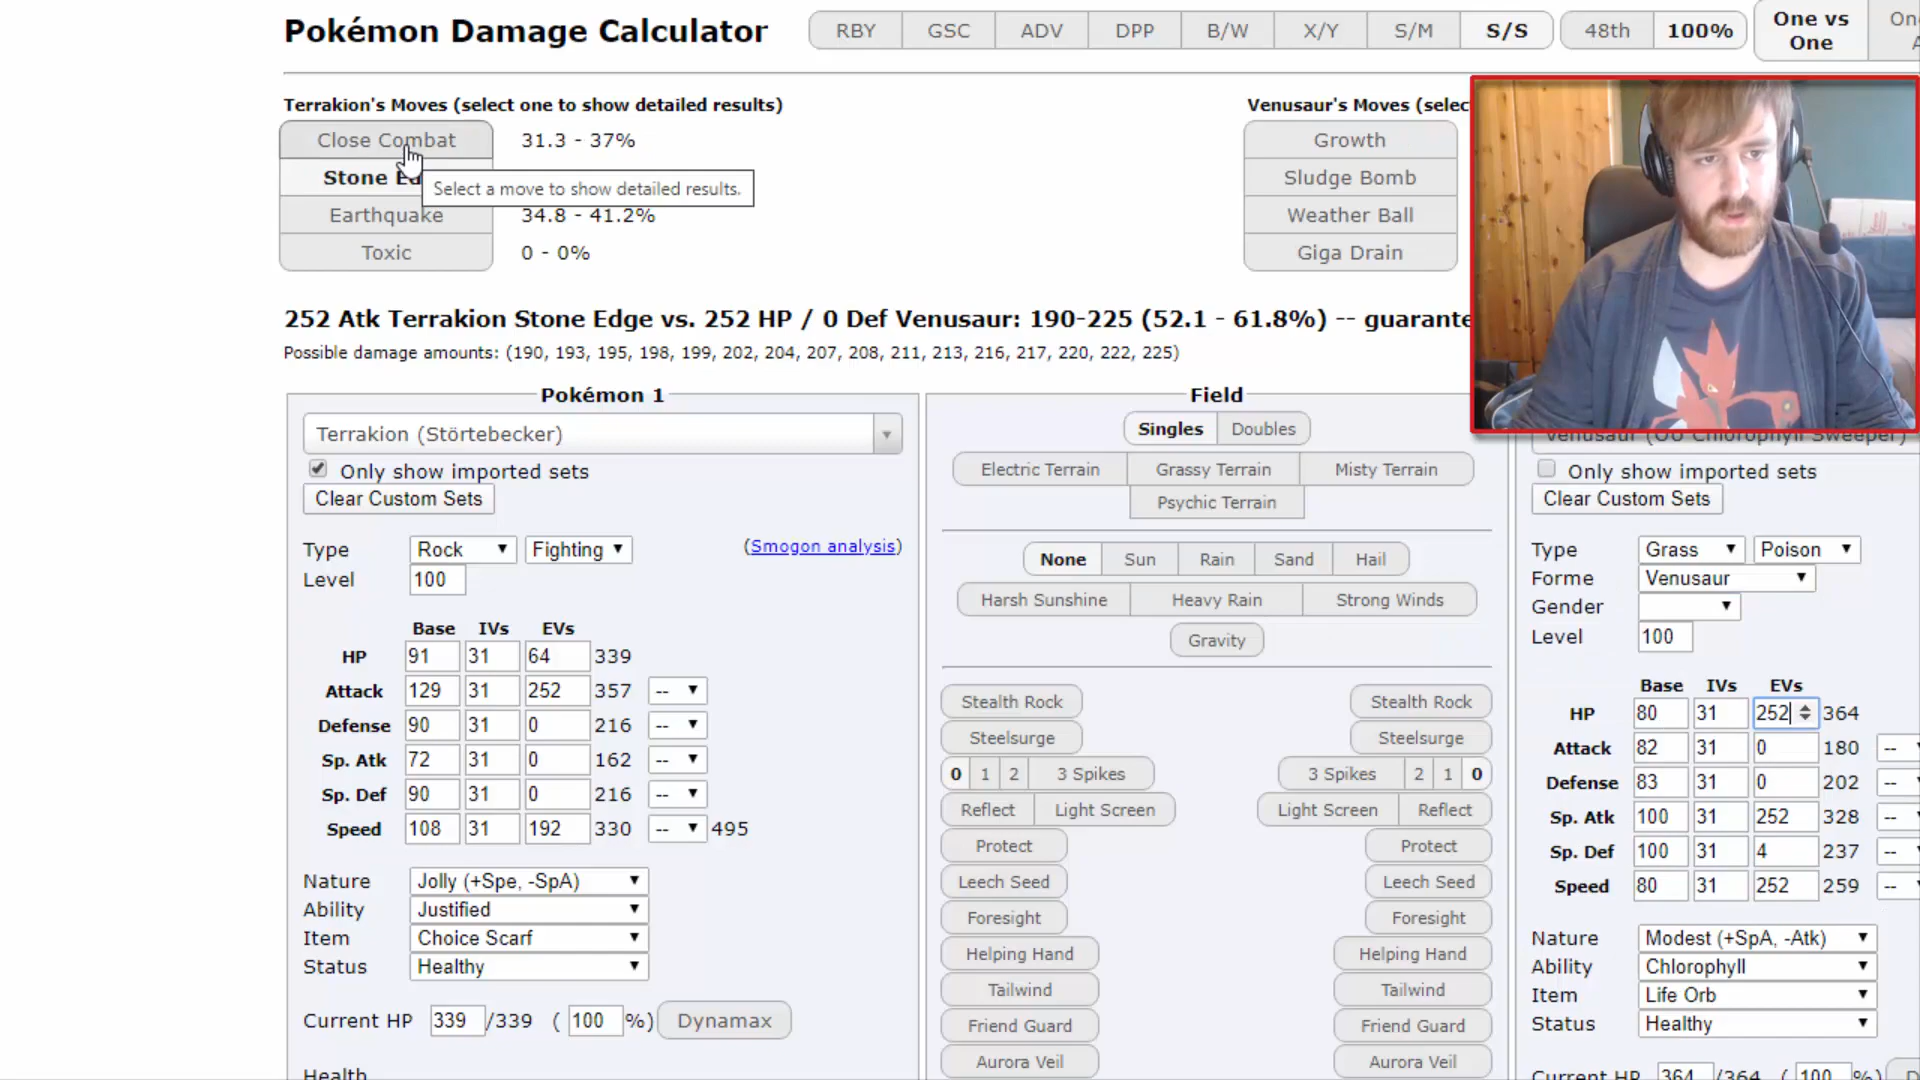 Pokémon Damage Calculator
RBY GSC ADV DPP B/W X/Y S/M S/S 48th 100% One vs One
Terrakion's Moves (select one to show detailed results)
Close Combat 31.3 - 37%
Stone Ed
Select a move to show detailed results.
Earthquake 34.8 - 41.2%
Toxic 0 - 0%
Venusaur's Moves (selec
Growth
Sludge Bomb
Weather Ball
Giga Drain
252 Atk Terrakion Stone Edge vs. 252 HP / 0 Def Venusaur: 190-225 (52.1 - 61.8%) -- guarante
Possible damage amounts: (190, 193, 195, 198, 199, 202, 204, 207, 208, 211, 213, 216, 217, 220, 222, 225)
Pokémon 1
Terrakion (Störtebecker)
Only show imported sets
Clear Custom Sets
Type Rock Fighting (Smogon analysis)
Level 100
Base IVs EVs
HP 91 31 64 339
Attack 129 31 252 357 --
Defense 90 31 0 216 --
Sp. Atk 72 31 0 162 --
Sp. Def 90 31 0 216 --
Speed 108 31 192 330 -- 495
Nature Jolly (+Spe, -SpA)
Ability Justified
Item Choice Scarf
Status Healthy
Current HP 339 /339 ( 100 %) Dynamax
Health
Field
Singles Doubles
Electric Terrain Grassy Terrain Misty Terrain
Psychic Terrain
None Sun Rain Sand Hail
Harsh Sunshine Heavy Rain Strong Winds
Gravity
Stealth Rock Stealth Rock
Steelsurge Steelsurge
0 1 2 3 Spikes 3 Spikes 2 1 0
Reflect Light Screen Light Screen Reflect
Protect Protect
Leech Seed Leech Seed
Foresight Foresight
Helping Hand Helping Hand
Tailwind Tailwind
Friend Guard Friend Guard
Aurora Veil Aurora Veil
Venusaur (OU Chlorophyll Sweeper)
Only show imported sets
Clear Custom Sets
Type Grass Poison
Forme Venusaur
Gender
Level 100
Base IVs EVs
HP 80 31 252 364
Attack 82 31 0 180 --
Defense 83 31 0 202 --
Sp. Atk 100 31 252 328 --
Sp. Def 100 31 4 237 --
Speed 80 31 252 259 --
Nature Modest (+SpA, -Atk)
Ability Chlorophyll
Item Life Orb
Status Healthy
Current HP 364 /364 ( 100 %)